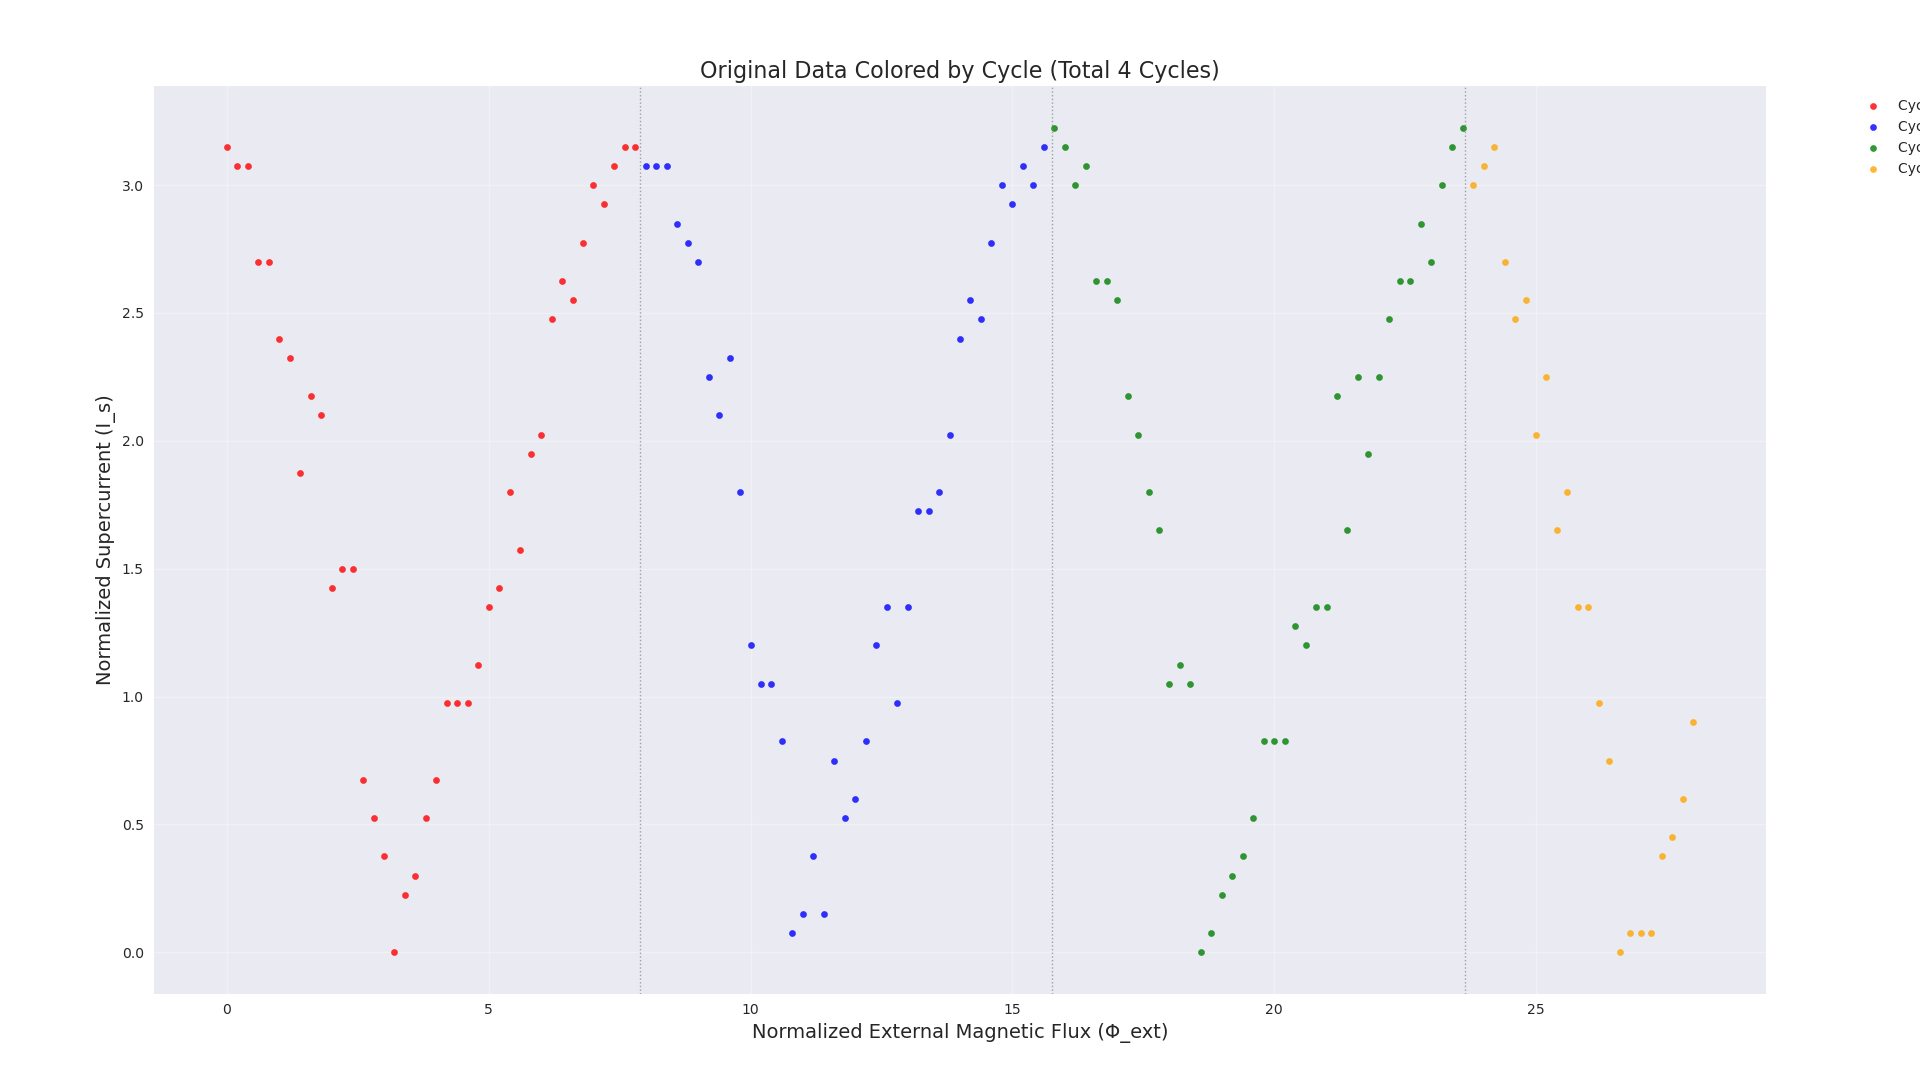 Original Data Colored by Cycle (Total 4 Cycles)
Cyc
Cyc
Cyc
Cyc
Normalized Supercurrent (I_s)
3.0
2.5
2.0
1.5
1.0
0.5
0.0
0 5 10 15 20 25
Normalized External Magnetic Flux (Φ_ext)